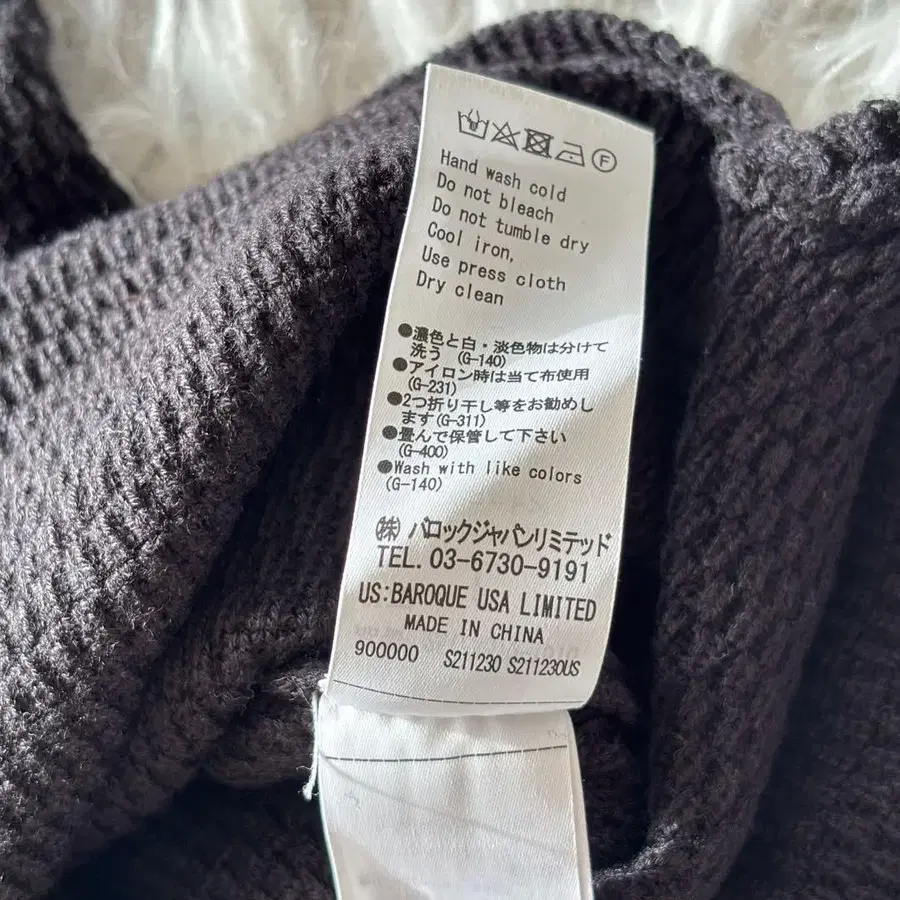 F
Hand wash cold
Do not bleach
Do not tumble dry
Cool iron,
Use press cloth
Dry clean
●濃色と白・淡色物は分けて
洗う (G-140)
●アイロン時は当て布使用
(G-231)
●2つ折り干し等をお勧めし
ます(G-311)
●畳んで保管して下さい
(G-400)
●Wash with like colors
(G-140)
㈱ バロックジャパンリミテッド
TEL. 03-6730-9191
US:BAROQUE USA LIMITED
MADE IN CHINA
900000 S211230 S211230US